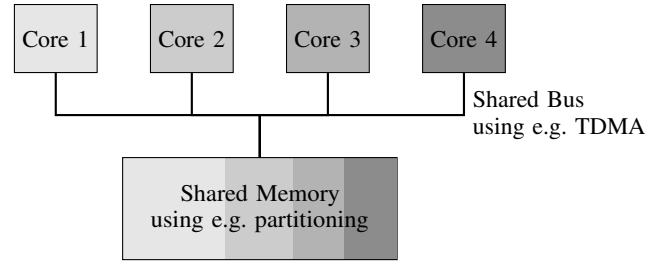 Core 1
Core 2
Core 3
Core 4
Shared Bus
using e.g. TDMA
Shared Memory
using e.g. partitioning